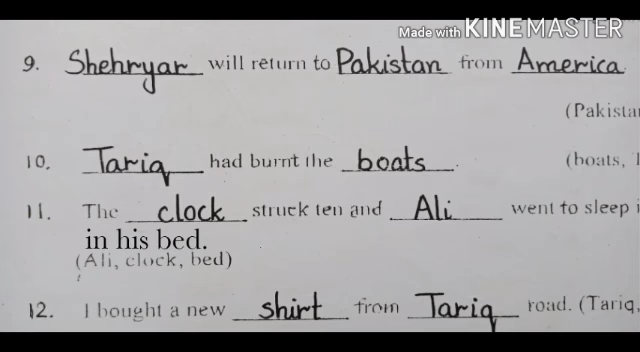 Made with KINEMASTER
9. Shehryar will return to Pakistan from America
(Pakista
10. Tariq had burnt the boats.
(boats,
11. The clock struck ten and Ali went to sleep i
in his bed.
(Ali, clock, bed)
12. I bought a new shirt from Tariq road. (Tariq,